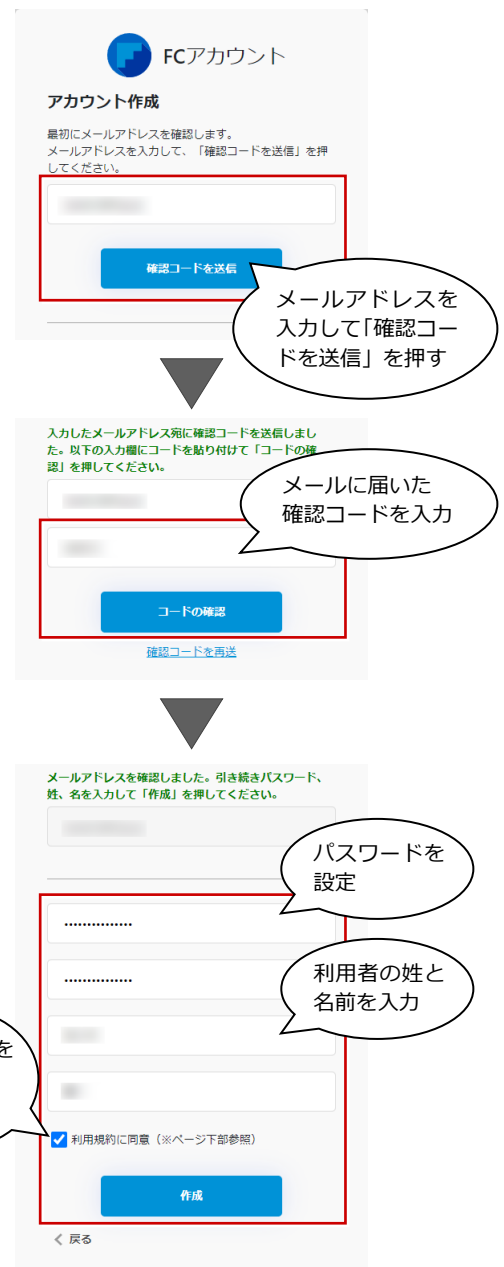 FCアカウント
アカウント作成
最初にメールアドレスを確認します。
メールアドレスを入力して、「確認コードを送信」を押
してください。
確認コードを送信
メールアドレスを
入力して「確認コー
ドを送信」を押す
入力したメールアドレス宛に確認コードを送信しまし
た。以下の入力欄にコードを貼り付けて「コードの確
認」を押してください。
メールに届いた
確認コードを入力
コードの確認
確認コードを再送
メールアドレスを確認しました。引き続きパスワード、
姓、名を入力して「作成」を押してください。
パスワードを
設定
利用者の姓と
名前を入力
を
利用規約に同意（※ページ下部参照）
作成
戻る